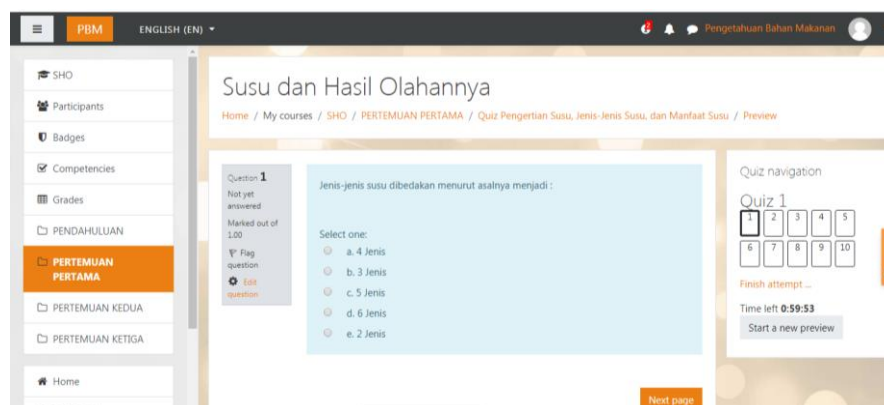 PBM
ENGLISH (EN)
Pengetahuan Bahan Makanan
SHO
Participants
Badges
Competencies
Grades
PENDAHULUAN
PERTEMUAN
PERTAMA
PERTEMUAN KEDUA
PERTEMUAN KETIGA
Home
Susu dan Hasil Olahannya
Home / My courses / SHO / PERTEMUAN PERTAMA / Quiz Pengertian Susu, Jenis-Jenis Susu, dan Manfaat Susu / Preview
Question 1
Not yet
answered
Marked out of
1.00
Flag
question
Edit
question
Jenis-jenis susu dibedakan menurut asalnya menjadi :
Select one:
a. 4 Jenis
b. 3 Jenis
c. 5 Jenis
d. 6 Jenis
e. 2 Jenis
Next page
Quiz navigation
Quiz 1
1 2 3 4 5
6 7 8 9 10
Finish attempt ...
Time left 0:59:53
Start a new preview